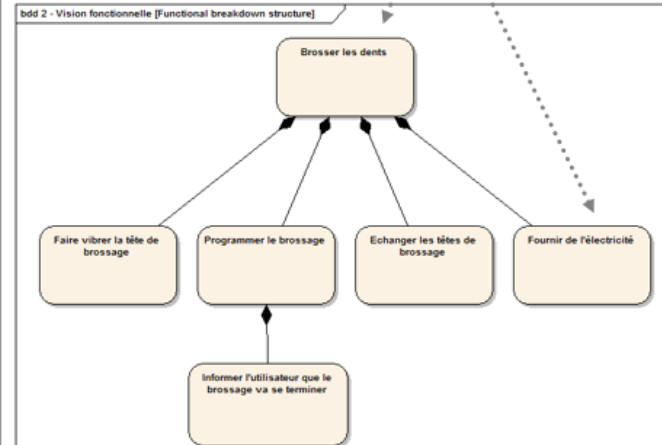 bdd 2 - Vision fonctionnelle [Functional breakdown structure]
Brosser les dents
Faire vibrer la tête de
brossage
Programmer le brossage
Echanger les têtes de
brossage
Fournir de l'électricité
Informer l'utilisateur que le
brossage va se terminer